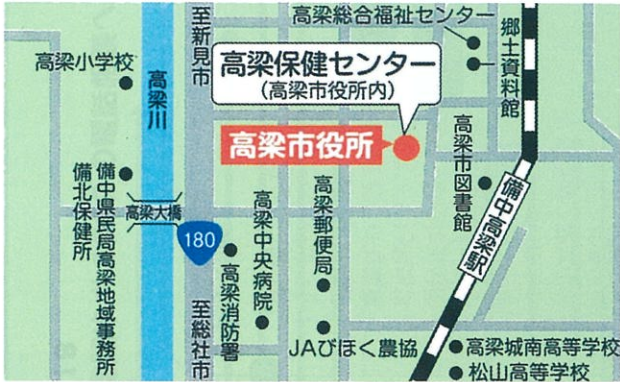 高梁総合福祉センター
郷土資料館
至新見市
高梁小学校
高梁川
高梁保健センター
(高梁市役所内)
高梁市役所
高梁市図書館
備中高梁駅
備中県民局高梁地域事務所
備北保健所
高梁大橋
180
高梁中央病院
高梁郵便局
高梁消防署
至総社市
JAびほく農協
高梁城南高等学校
松山高等学校